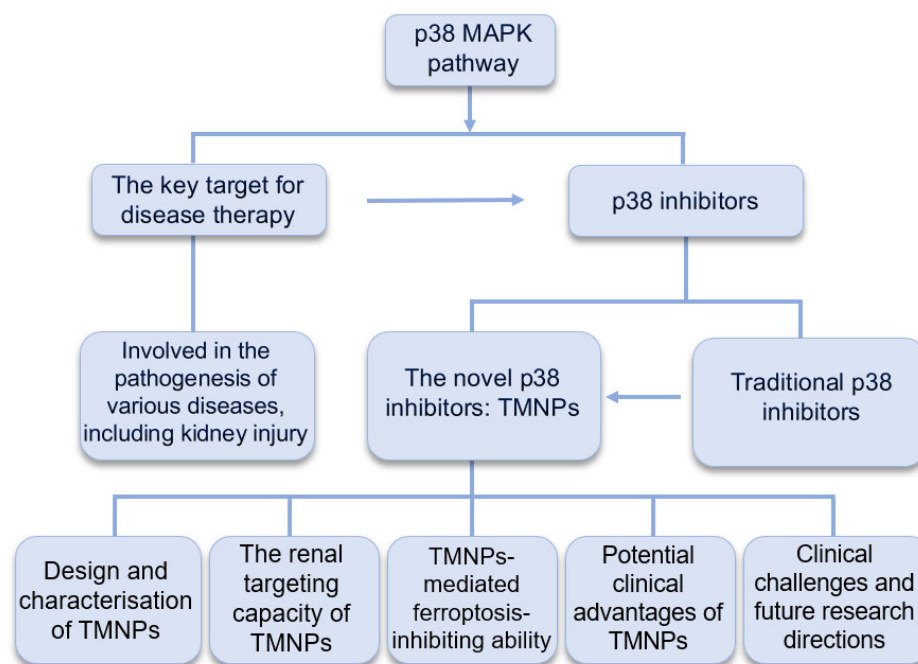 p38 MAPK
pathway
The key target for
disease therapy
p38 inhibitors
Involved in the
pathogenesis of
various diseases,
including kidney injury
The novel p38
inhibitors: TMNPs
Traditional p38
inhibitors
Design and
characterisation
of TMNPs
The renal
targeting
capacity of
TMNPs
TMNPs-
mediated
ferroptosis-
inhibiting ability
Potential
clinical
advantages of
TMNPs
Clinical
challenges and
future research
directions